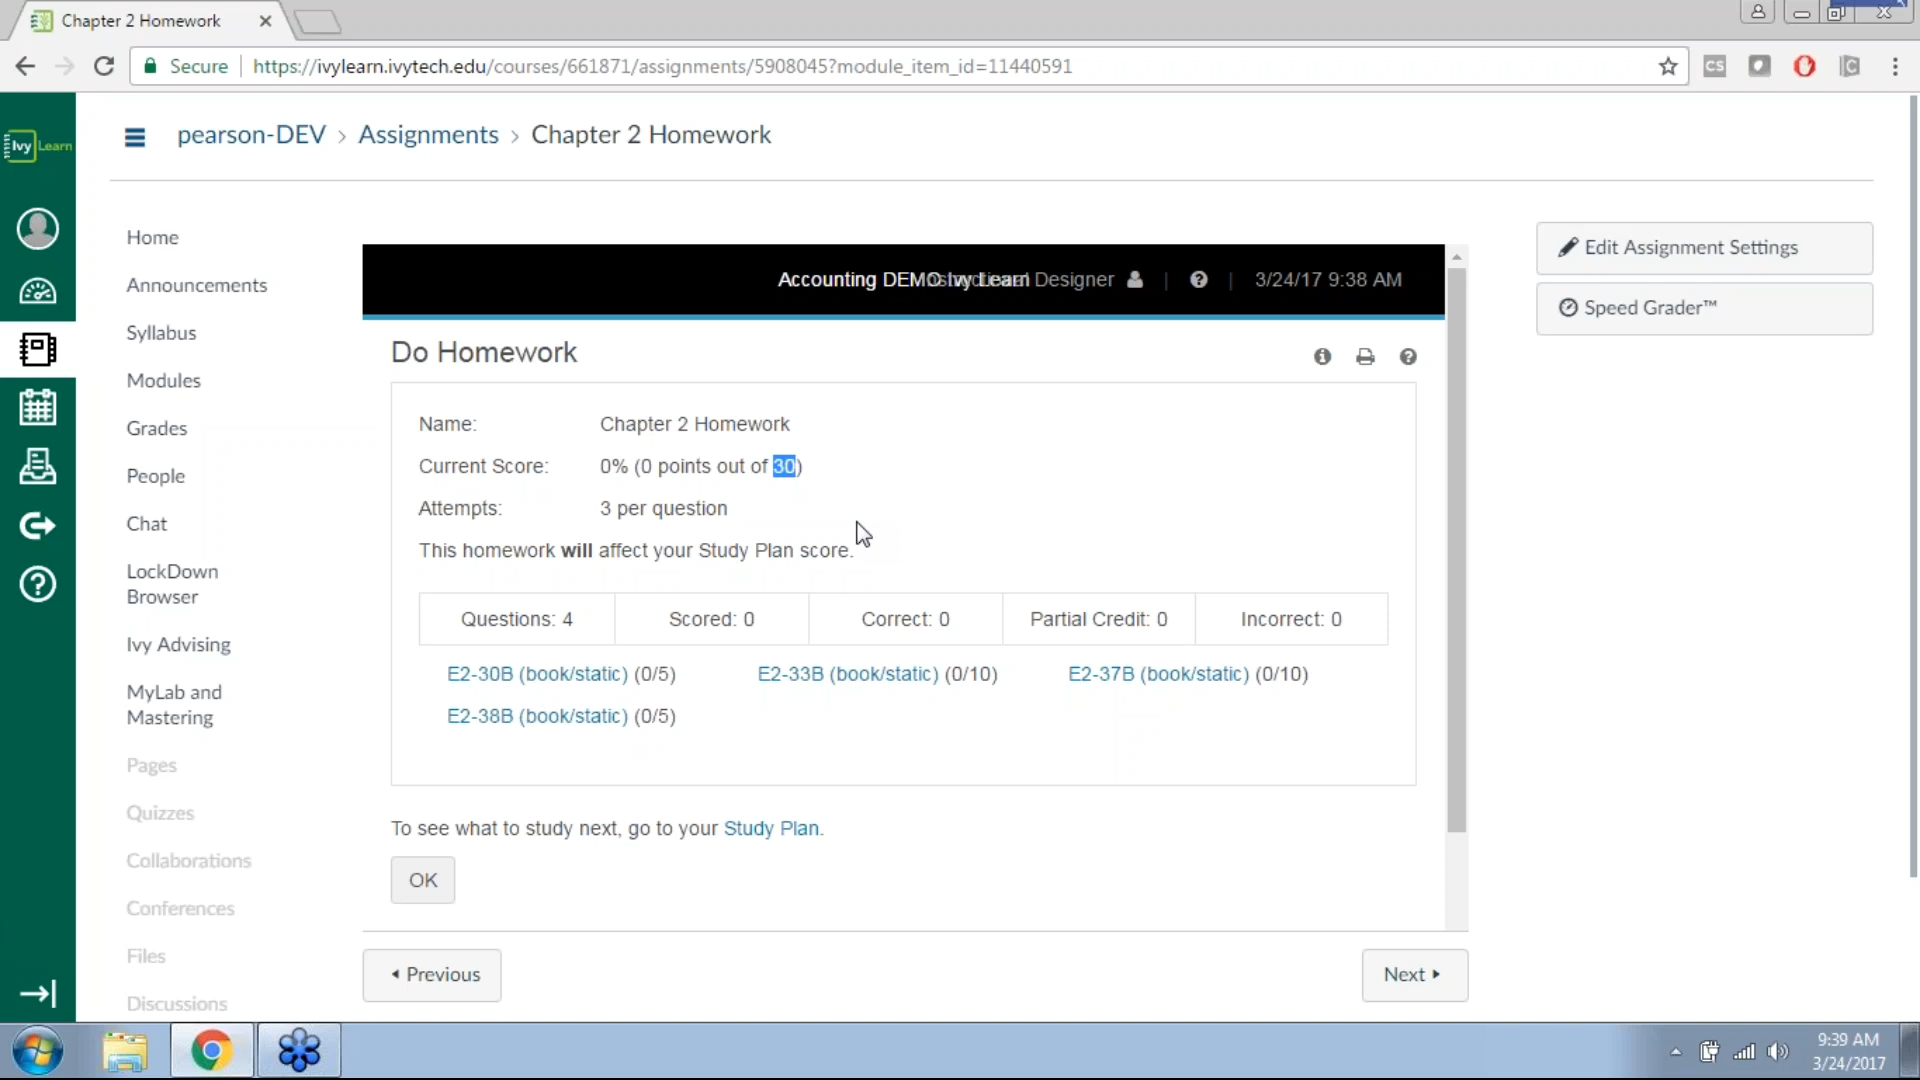 Chapter 2 Homework
Secure
https://ivylearn.ivytech.edu/courses/661871/assignments/5908045?module_item_id=11440591
CS
Ivy Learn
pearson-DEV > Assignments > Chapter 2 Homework
Home
Announcements
Syllabus
Modules
Grades
People
Chat
LockDown
Browser
Ivy Advising
MyLab and
Mastering
Pages
Quizzes
Collaborations
Conferences
Files
Discussions
Accounting DEMO Ivy Learn Designer | | 3/24/17 9:38 AM
Do Homework
Name: Chapter 2 Homework
Current Score: 0% (0 points out of 30)
Attempts: 3 per question
This homework will affect your Study Plan score.
Questions: 4 Scored: 0 Correct: 0 Partial Credit: 0 Incorrect: 0
E2-30B (book/static) (0/5) E2-33B (book/static) (0/10) E2-37B (book/static) (0/10)
E2-38B (book/static) (0/5)
To see what to study next, go to your Study Plan.
OK
Previous
Next
Edit Assignment Settings
Speed Grader™
9:39 AM
3/24/2017